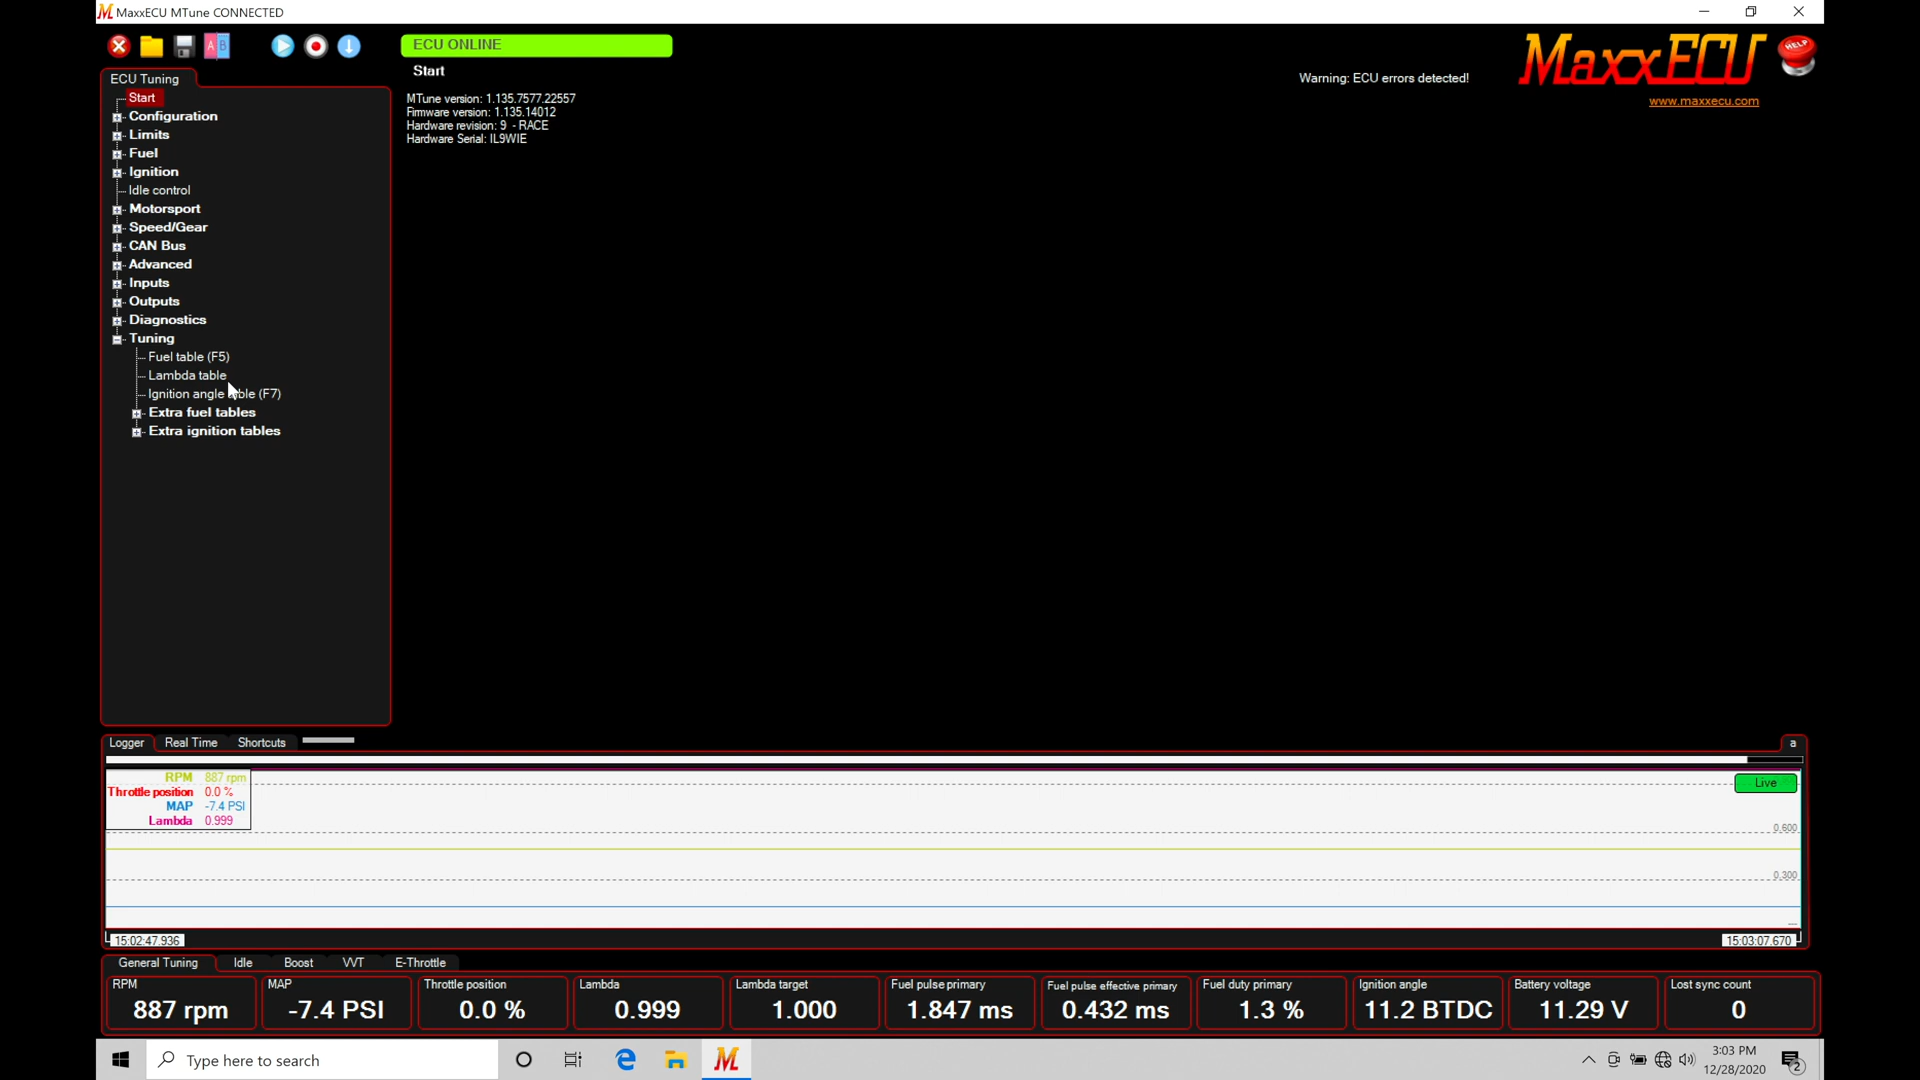 MaxxECU MTune CONNECTED
ECU ONLINE
MaxxECU
HELP
A B
Start
Warning: ECU errors detected!
www.maxxecu.com
ECU Tuning
MTune version: 1.135.7577.22557
Firmware version: 1.135.14012
Hardware revision: 9 - RACE
Hardware Serial: IL9WIE
Start
Configuration
Limits
Fuel
Ignition
Idle control
Motorsport
Speed/Gear
CAN Bus
Advanced
Inputs
Outputs
Diagnostics
Tuning
Fuel table (F5)
Lambda table
Ignition angle table (F7)
Extra fuel tables
Extra ignition tables
Logger Real Time Shortcuts a
RPM 887 rpm
Throttle position 0.0 %
MAP -7.4 PSI
Lambda 0.999
Live
0.600
0.300
15:02:47.936 15:03:07.670
General Tuning Idle Boost VVT E-Throttle
RPM MAP Throttle position Lambda Lambda target Fuel pulse primary Fuel pulse effective primary Fuel duty primary Ignition angle Battery voltage Lost sync count
887 rpm -7.4 PSI 0.0 % 0.999 1.000 1.847 ms 0.432 ms 1.3 % 11.2 BTDC 11.29 V 0
Type here to search
3:03 PM
12/28/2020
2